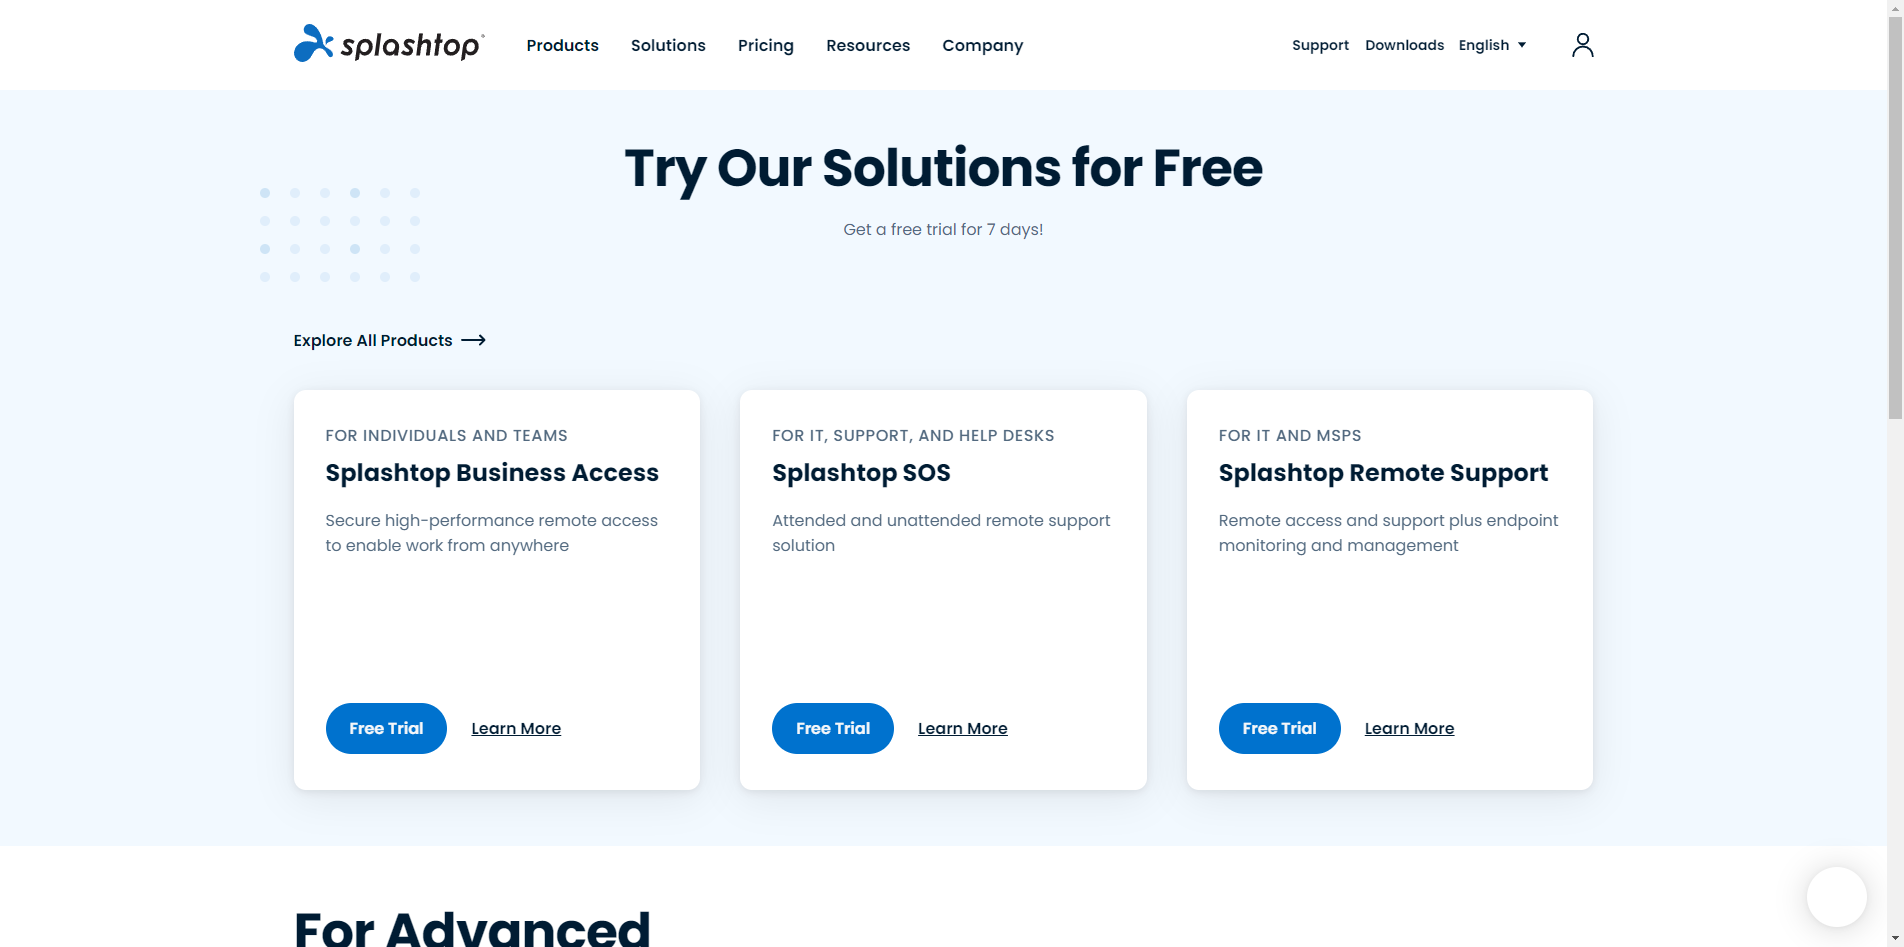 splashtop
Products Solutions Pricing Resources Company
Support Downloads English
Try Our Solutions for Free
Get a free trial for 7 days!
Explore All Products
FOR INDIVIDUALS AND TEAMS
Splashtop Business Access
Secure high-performance remote access
to enable work from anywhere
Free Trial Learn More
FOR IT, SUPPORT, AND HELP DESKS
Splashtop SOS
Attended and unattended remote support
solution
Free Trial Learn More
FOR IT AND MSPS
Splashtop Remote Support
Remote access and support plus endpoint
monitoring and management
Free Trial Learn More
For Advanced